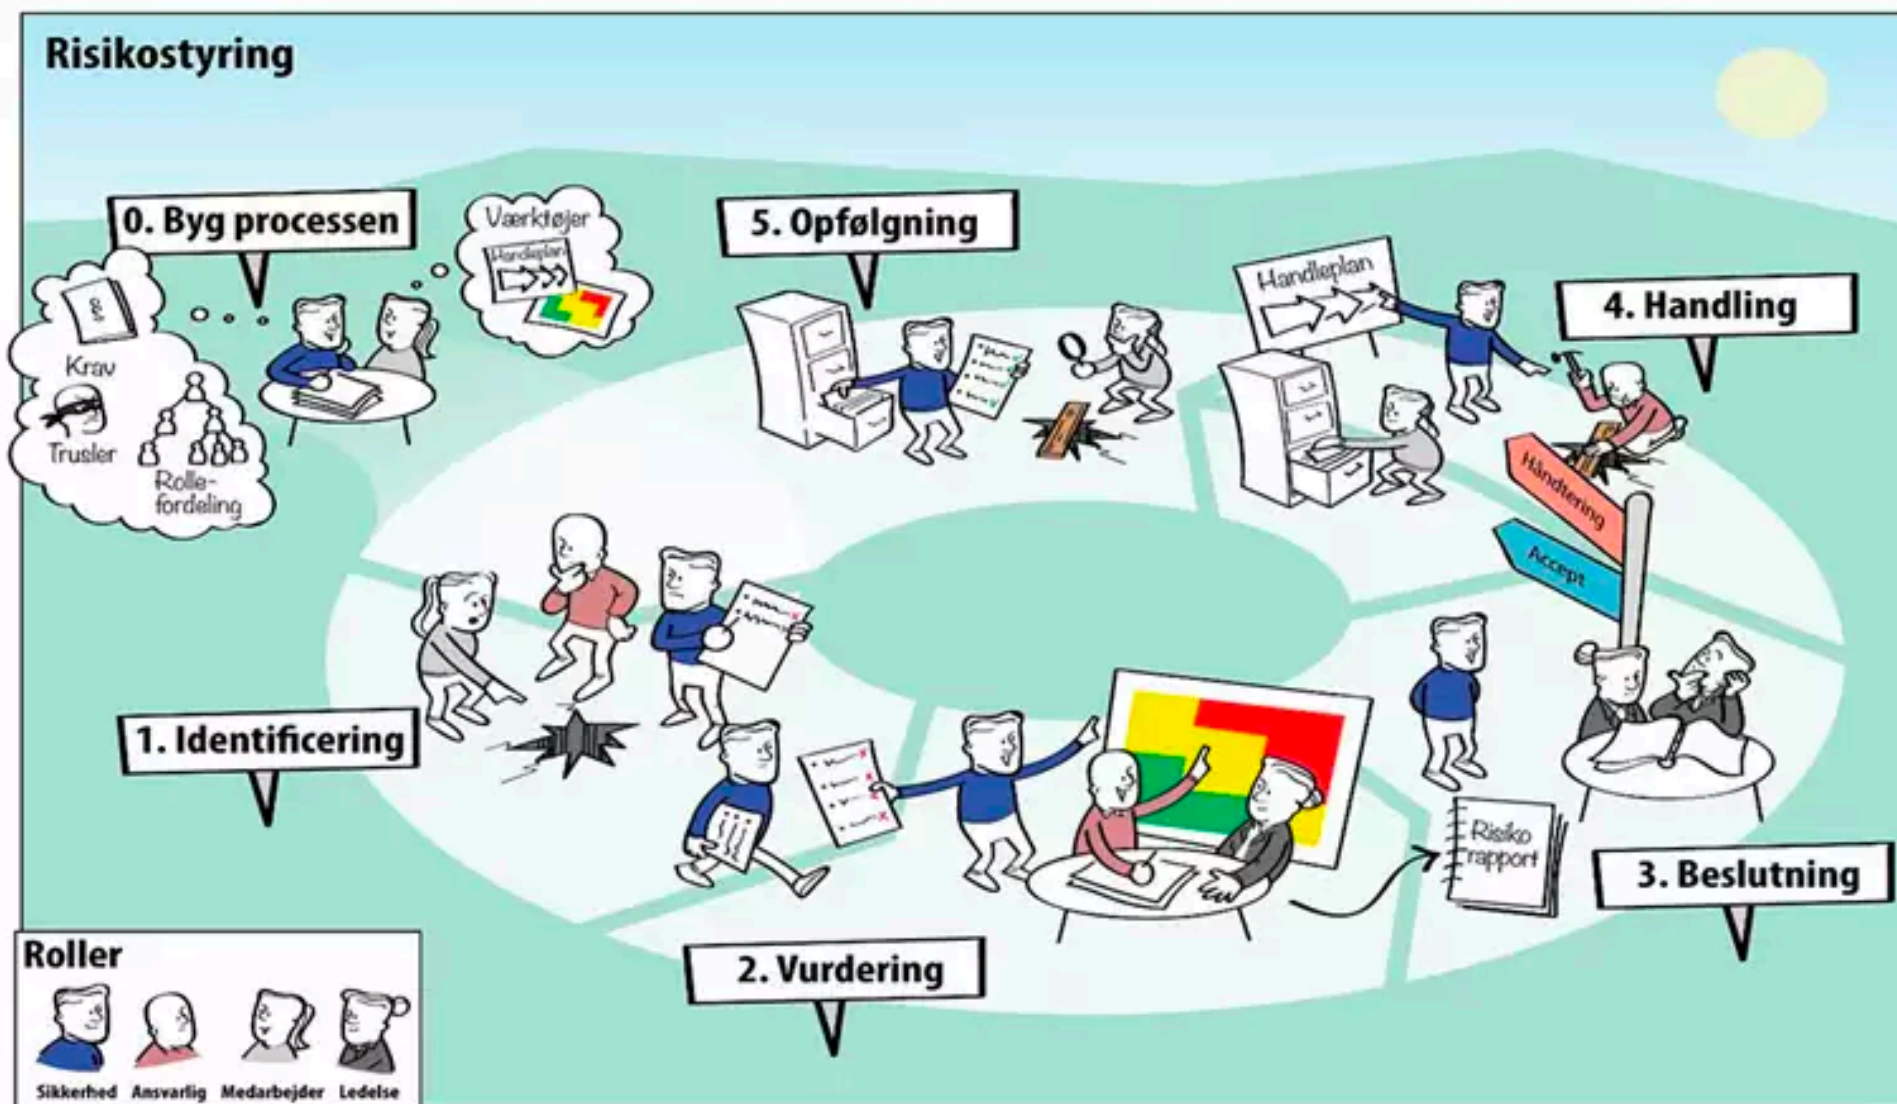 Risikostyring
0. Byg processen
Værktøjer
Handleplan
Krav
Trusler
Rolle-
fordeling
5. Opfølgning
Handleplan
4. Handling
Håndtering
Accept
1. Identificering
Risiko
rapport
3. Beslutning
2. Vurdering
Roller
Sikkerhed Ansvarlig Medarbejder Ledelse